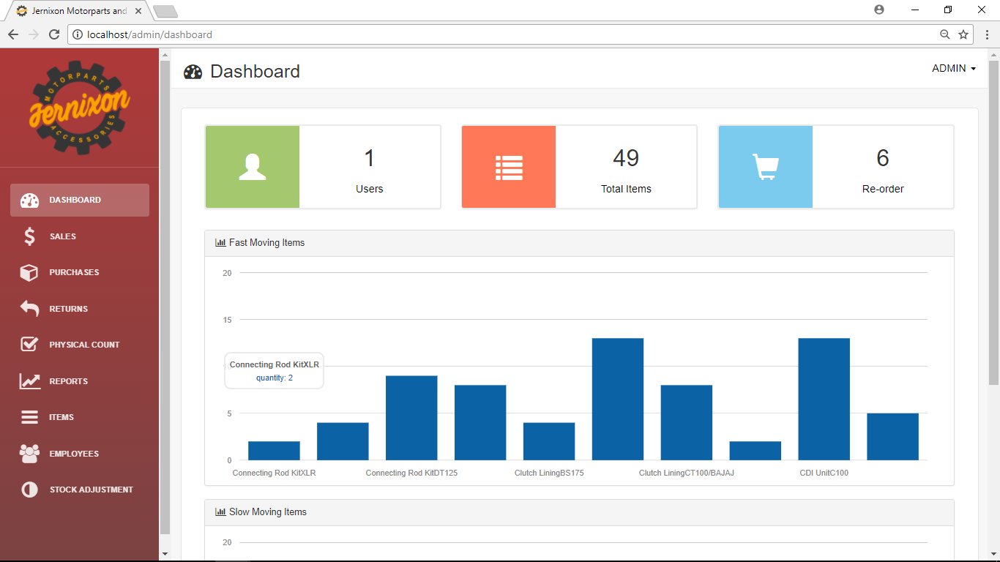 Jernixon Motorparts and
localhost/admin/dashboard
MOTORPARTS
Jernixon
ACCESSORIES
DASHBOARD
SALES
PURCHASES
RETURNS
PHYSICAL COUNT
REPORTS
ITEMS
EMPLOYEES
STOCK ADJUSTMENT
Dashboard
ADMIN
1
Users
49
Total Items
6
Re-order
Fast Moving Items
20
15
5
0
Connecting Rod KitXLR
quantity: 2
Connecting Rod KitXLR
Connecting Rod KitDT125
Clutch LiningBS175
Clutch LiningCT100/BAJAJ
CDI UnitC100
Slow Moving Items
20